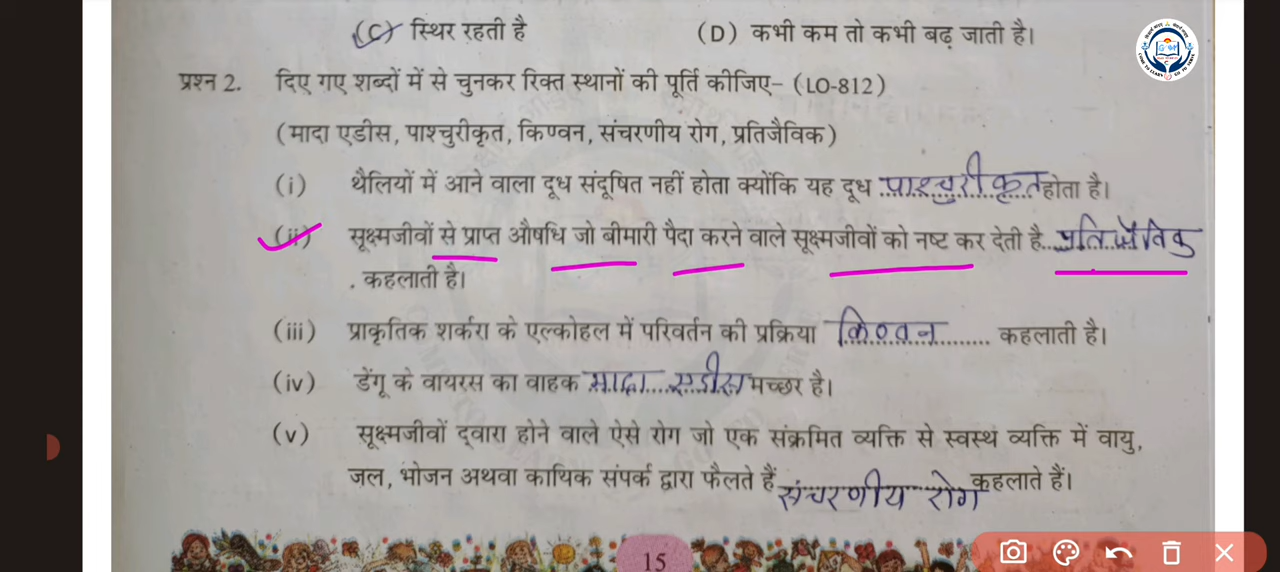 (C) स्थिर रहती है (D) कभी कम तो कभी बढ़ जाती है।
प्रश्न 2. दिए गए शब्दों में से चुनकर रिक्त स्थानों की पूर्ति कीजिए– (LO-812)
(मादा एडीस, पाश्चुरीकृत, किण्वन, संचरणीय रोग, प्रतिजैविक)
(i) थैलियों में आने वाला दूध संदूषित नहीं होता क्योंकि यह दूध पाश्चुरीकृत होता है।
(ii) सूक्ष्मजीवों से प्राप्त औषधि जो बीमारी पैदा करने वाले सूक्ष्मजीवों को नष्ट कर देती है प्रतिजैविक
. कहलाती है।
(iii) प्राकृतिक शर्करा के एल्कोहल में परिवर्तन की प्रक्रिया किण्वन कहलाती है।
(iv) डेंगू के वायरस का वाहक मादा एडीस मच्छर है।
(v) सूक्ष्मजीवों द्वारा होने वाले ऐसे रोग जो एक संक्रमित व्यक्ति से स्वस्थ व्यक्ति में वायु,
जल, भोजन अथवा कायिक संपर्क द्वारा फैलते हैं संचरणीय रोग कहलाते हैं।
15